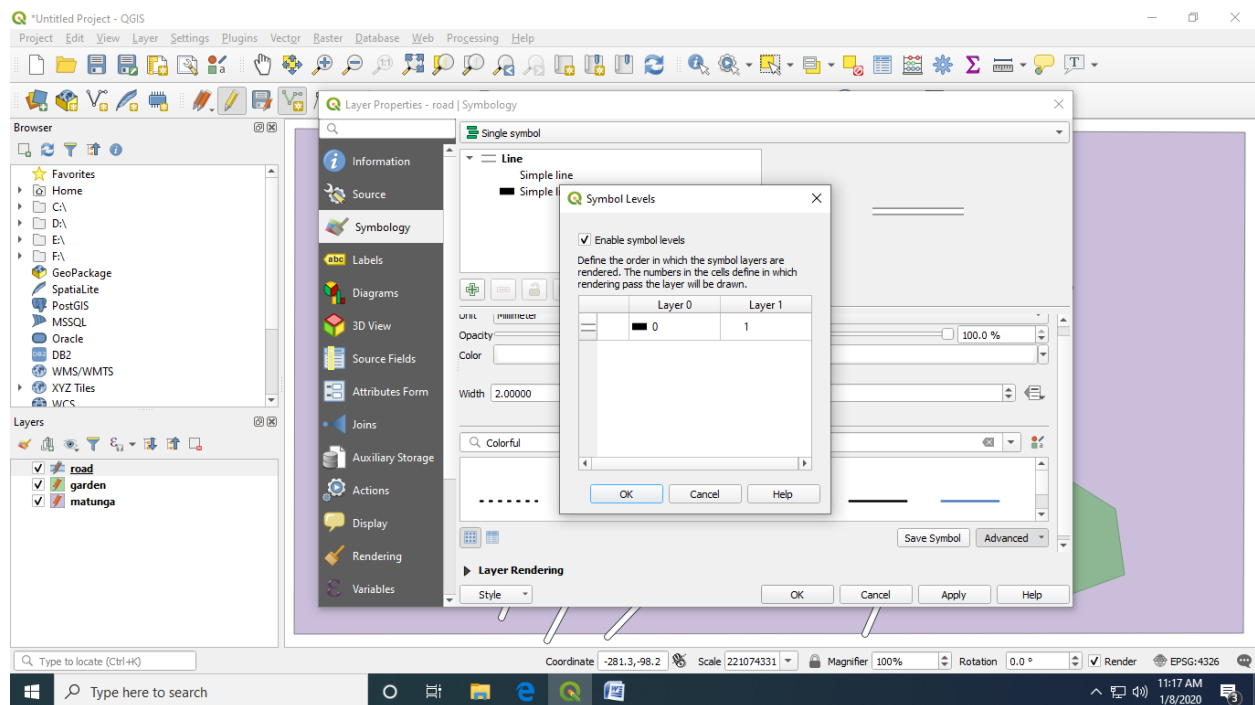 *Untitled Project - QGIS
Project Edit View Layer Settings Plugins Vector Raster Database Web Processing Help
Browser
Favorites
Home
C:\
D:\
E:\
F:\
GeoPackage
SpatiaLite
PostGIS
MSSQL
Oracle
DB2
WMS/WMTS
XYZ Tiles
WCS
Layers
road
garden
matunga
Layer Properties - road | Symbology
Information
Source
Symbology
abc Labels
Diagrams
3D View
Source Fields
Attributes Form
Joins
Auxiliary Storage
Actions
Display
Rendering
Variables
Single symbol
Line
Simple line
Simple
Unit Millimeter
Opacity 100.0 %
Color
Width 2.00000
Colorful
Save Symbol Advanced
Layer Rendering
Style OK Cancel Apply Help
Symbol Levels
Enable symbol levels
Define the order in which the symbol layers are
rendered. The numbers in the cells define in which
rendering pass the layer will be drawn.
Layer 0 Layer 1
0 1
OK Cancel Help
Type to locate (Ctrl+K) Coordinate -281.3,-98.2 Scale 221074331 Magnifier 100% Rotation 0.0 ° Render EPSG:4326
Type here to search
11:17 AM
1/8/2020
3